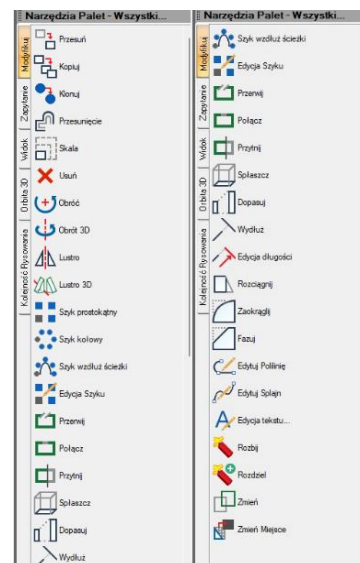 Narzędzia Palet - Wszystki...
Modyfikuj
Zapytanie
Widok
Orbita 3D
Kolejność Rysowania
Przesuń
Kopiuj
Klonuj
Przesunięcie
Skala
Usuń
Obróć
Obrót 3D
Lustro
Lustro 3D
Szyk prostokątny
Szyk kołowy
Szyk wzdłuż ścieżki
Edycja Szyku
Przerwij
Połącz
Przytnij
Spłaszcz
Dopasuj
Wydłuż
Narzędzia Palet - Wszystki...
Modyfikuj
Zapytanie
Widok
Orbita 3D
Kolejność Rysowania
Szyk wzdłuż ścieżki
Edycja Szyku
Przerwij
Połącz
Przytnij
Spłaszcz
Dopasuj
Wydłuż
Edycja długości
Rozciągnij
Zaokrąglij
Fazuj
Edytuj Polilinię
Edytuj Splajn
Edycja tekstu...
Rozbij
Rozdziel
Zmień
Zmień Miejsce